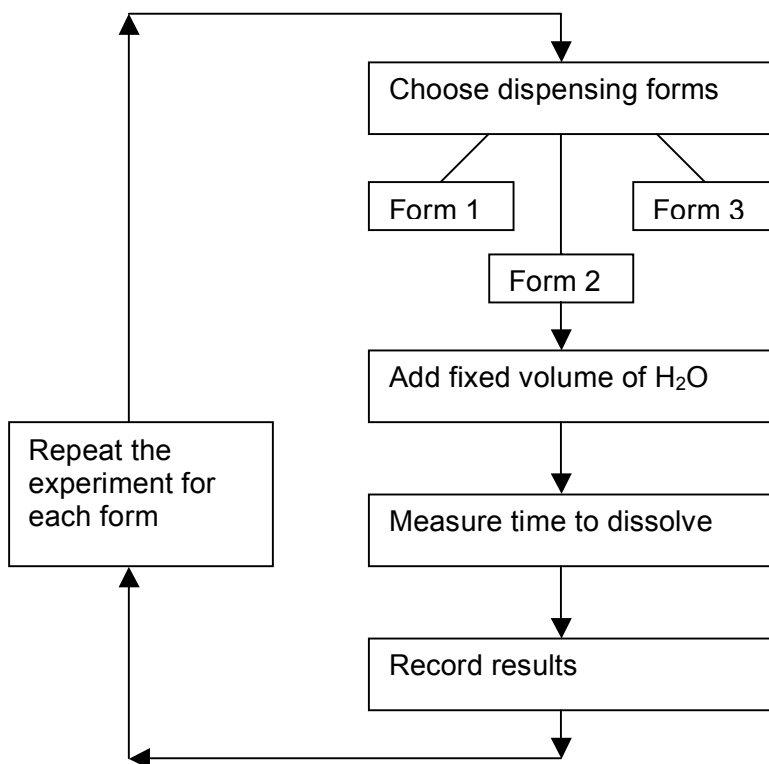 Choose dispensing forms
Form 1
Form 3
Form 2
Add fixed volume of H₂O
Repeat the
experiment for
each form
Measure time to dissolve
Record results